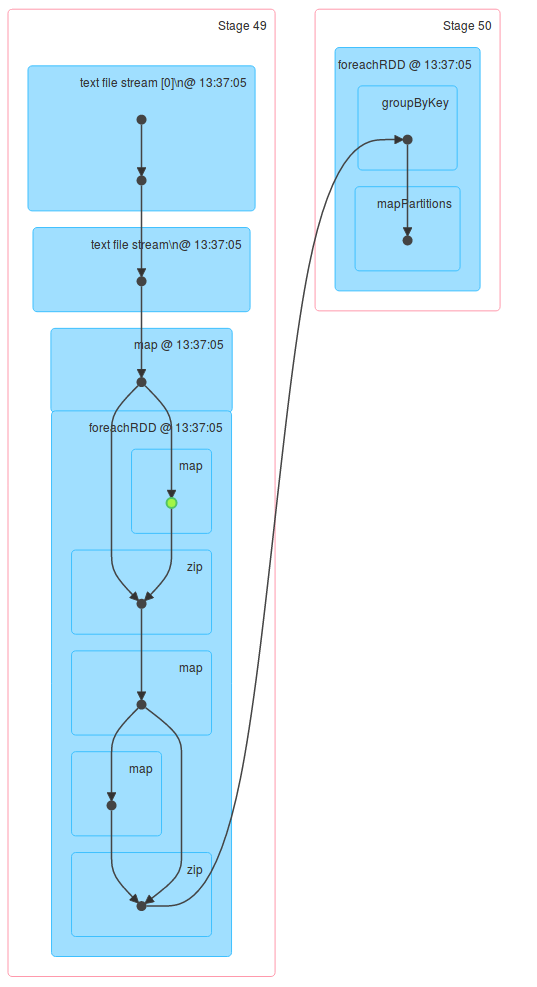 Stage 49
text file stream [0]\n@ 13:37:05
text file stream\n@ 13:37:05
map @ 13:37:05
foreachRDD @ 13:37:05
map
zip
map
map
zip
Stage 50
foreachRDD @ 13:37:05
groupByKey
mapPartitions